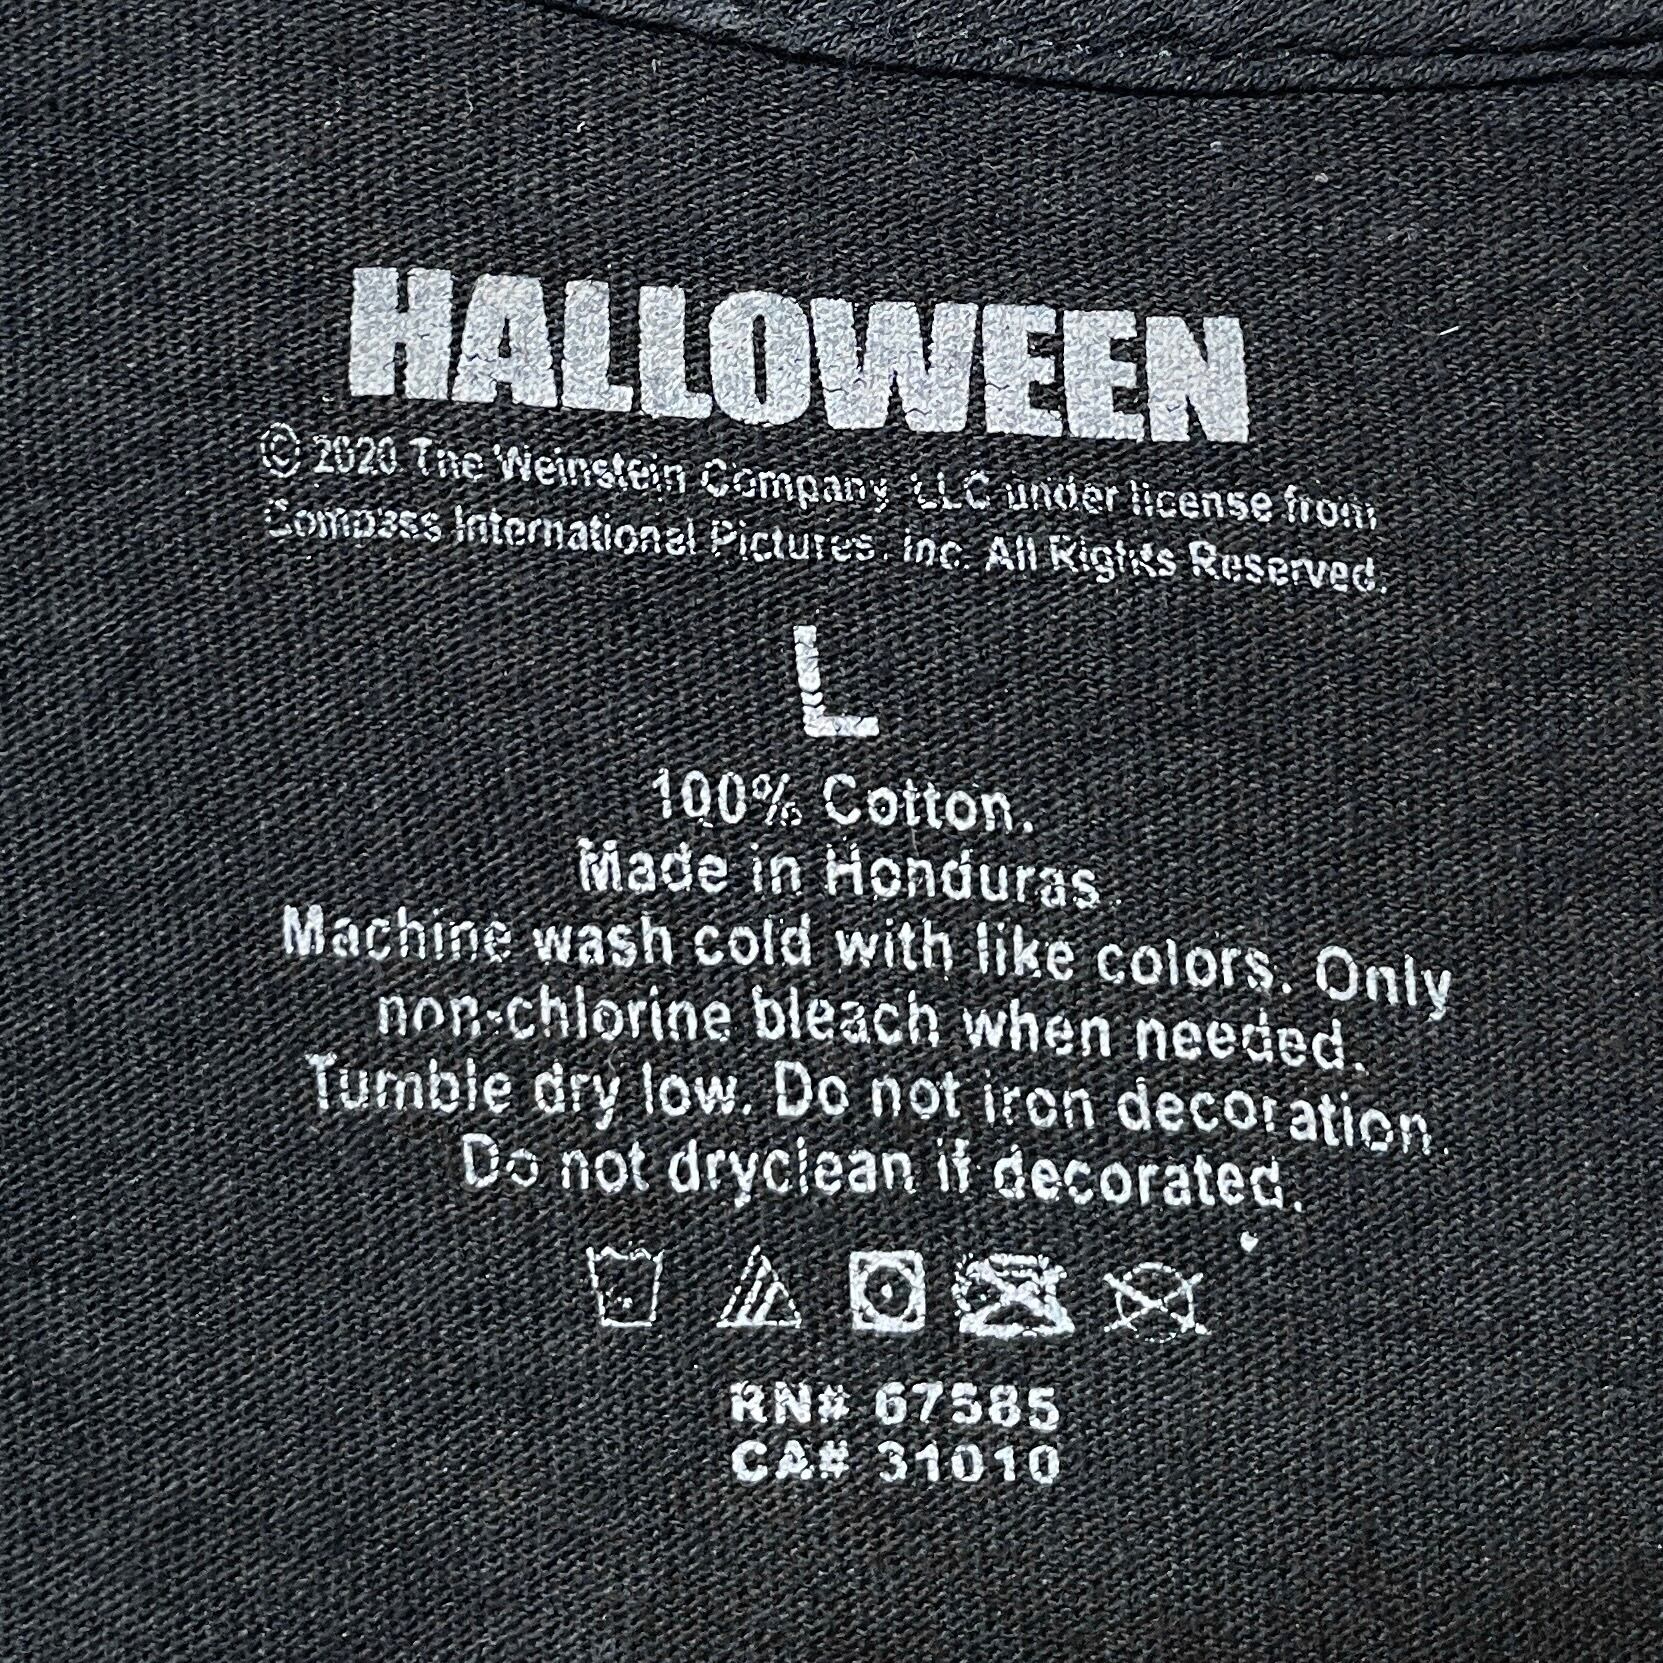 HALLOWEEN
© 2020 The Weinstein Company, LLC under license from
Compass International Pictures, Inc. All Rights Reserved.
L
100% Cotton.
Made in Honduras.
Machine wash cold with like colors. Only
non-chlorine bleach when needed.
Tumble dry low. Do not iron decoration.
Do not dryclean if decorated.
RN# 67585
CA# 31010